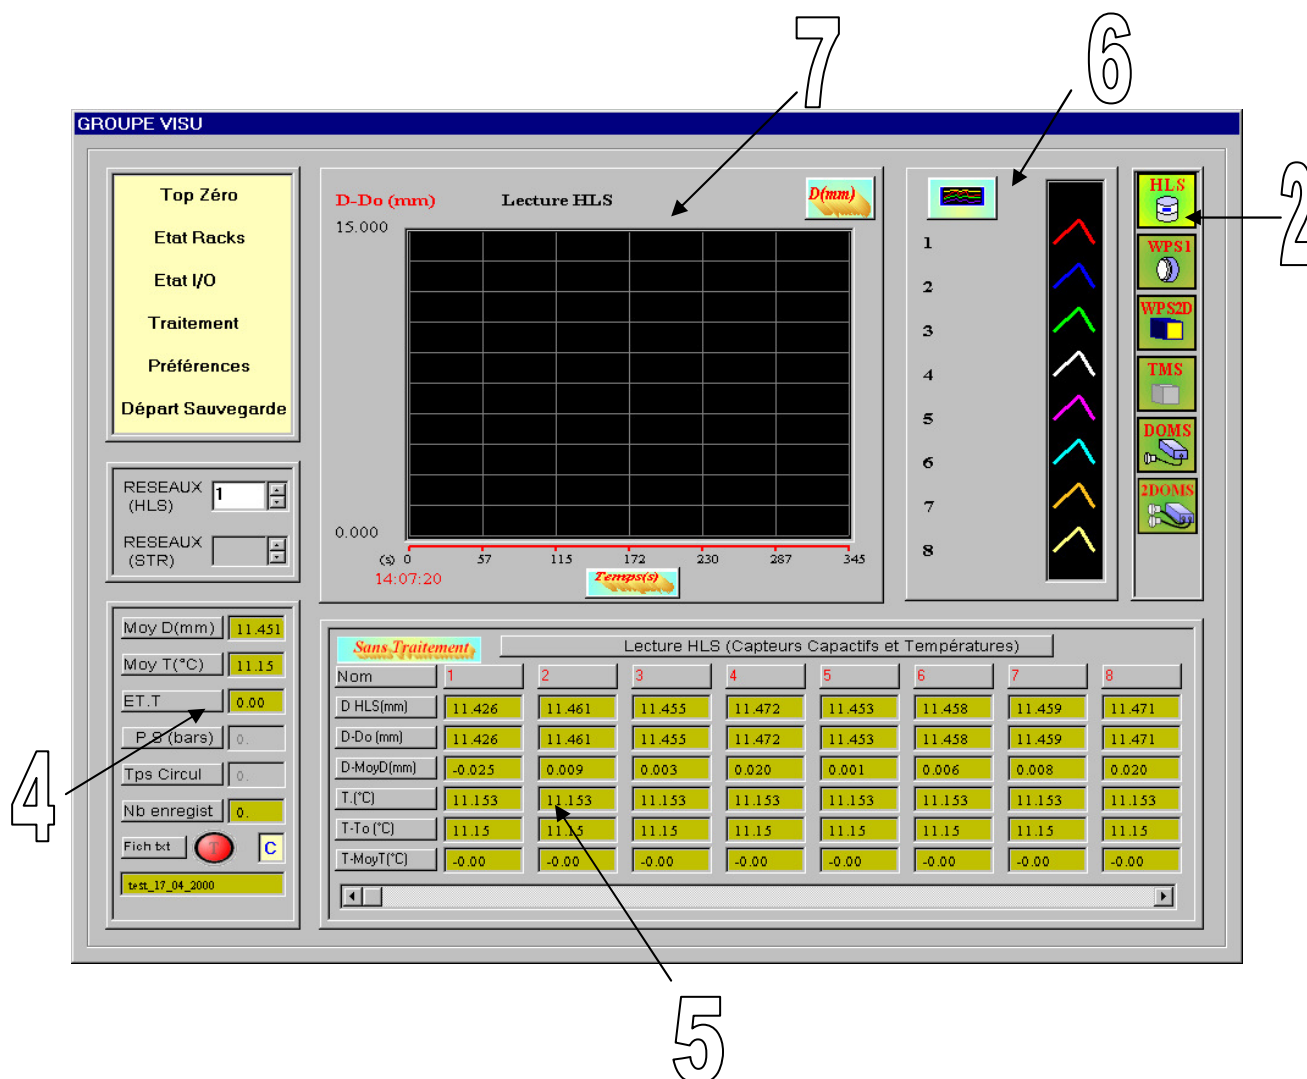 7
6
GROUPE VISU
Top Zéro
Etat Racks
Etat I/O
Traitement
Préférences
Départ Sauvegarde
RESEAUX
(HLS)
1
RESEAUX
(STR)
D-Do (mm)
Lecture HLS
D(mm)
15.000
0.000
(s) 0 57 115 172 230 287 345
14:07:20
Temps(s)
1
2
3
4
5
6
7
8
HLS
WPS1
WPS2D
TMS
DOMS
2DOMS
2
Moy D(mm) 11.451
Moy T(°C) 11.15
ET.T 0.00
P.S (bars) 0.
Tps Circul 0.
Nb enregist 0.
Fich txt T C
test_17_04_2000
4
Sans Traitement
Lecture HLS (Capteurs Capactifs et Températures)
Nom 1 2 3 4 5 6 7 8
D HLS(mm) 11.426 11.461 11.455 11.472 11.453 11.458 11.459 11.471
D-Do (mm) 11.426 11.461 11.455 11.472 11.453 11.458 11.459 11.471
D-MoyD(mm) -0.025 0.009 0.003 0.020 0.001 0.006 0.008 0.020
T.(°C) 11.153 11.153 11.153 11.153 11.153 11.153 11.153 11.153
T-To (°C) 11.15 11.15 11.15 11.15 11.15 11.15 11.15 11.15
T-MoyT(°C) -0.00 -0.00 -0.00 -0.00 -0.00 -0.00 -0.00 -0.00
5